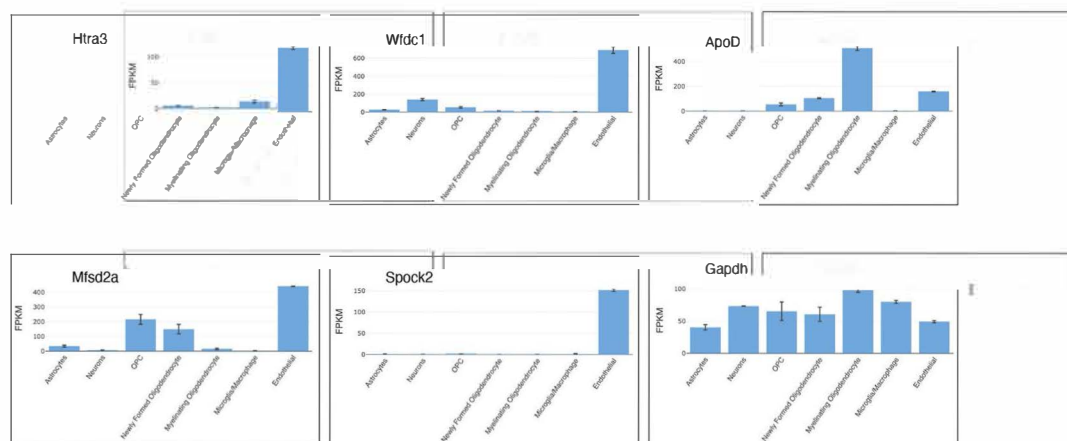 Htra3
FPKM
100
50
0
Astrocytes
Neurons
OPC
Newly Formed Oligodendrocyte
Myelinating Oligodendrocyte
Microglia-Macrophage
Endothelial
Wfdc1
FPKM
600
400
200
0
Astrocytes
Neurons
OPC
Newly Formed Oligodendrocyte
Myelinating Oligodendrocyte
Microglia/Macrophage
Endothelial
ApoD
FPKM
400
200
0
Astrocytes
Neurons
OPC
Newly Formed Oligodendrocyte
Myelinating Oligodendrocyte
Microglia/Macrophage
Endothelial
Mfsd2a
FPKM
400
300
200
100
0
Astrocytes
Neurons
OPC
Newly Formed Oligodendrocyte
Myelinating Oligodendrocyte
Microglia/Macrophage
Endothelial
Spock2
FPKM
150
100
50
0
Astrocytes
Neurons
OPC
Newly Formed Oligodendrocyte
Myelinating Oligodendrocyte
Microglia/Macrophage
Endothelial
Gapdh
FPKM
100
50
0
Astrocytes
Neurons
OPC
Newly Formed Oligodendrocyte
Myelinating Oligodendrocyte
Microglia/Macrophage
Endothelial